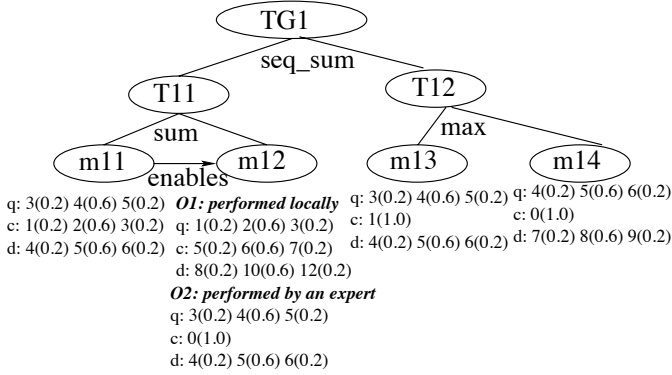 TG1
seq_sum
T11
T12
sum
max
m11
m12
m13
m14
enables
q: 3(0.2) 4(0.6) 5(0.2)
c: 1(0.2) 2(0.6) 3(0.2)
d: 4(0.2) 5(0.6) 6(0.2)
O1: performed locally
q: 1(0.2) 2(0.6) 3(0.2)
c: 5(0.2) 6(0.6) 7(0.2)
d: 8(0.2) 10(0.6) 12(0.2)
O2: performed by an expert
q: 3(0.2) 4(0.6) 5(0.2)
c: 0(1.0)
d: 4(0.2) 5(0.6) 6(0.2)
q: 3(0.2) 4(0.6) 5(0.2)
c: 1(1.0)
d: 4(0.2) 5(0.6) 6(0.2)
q: 4(0.2) 5(0.6) 6(0.2)
c: 0(1.0)
d: 7(0.2) 8(0.6) 9(0.2)